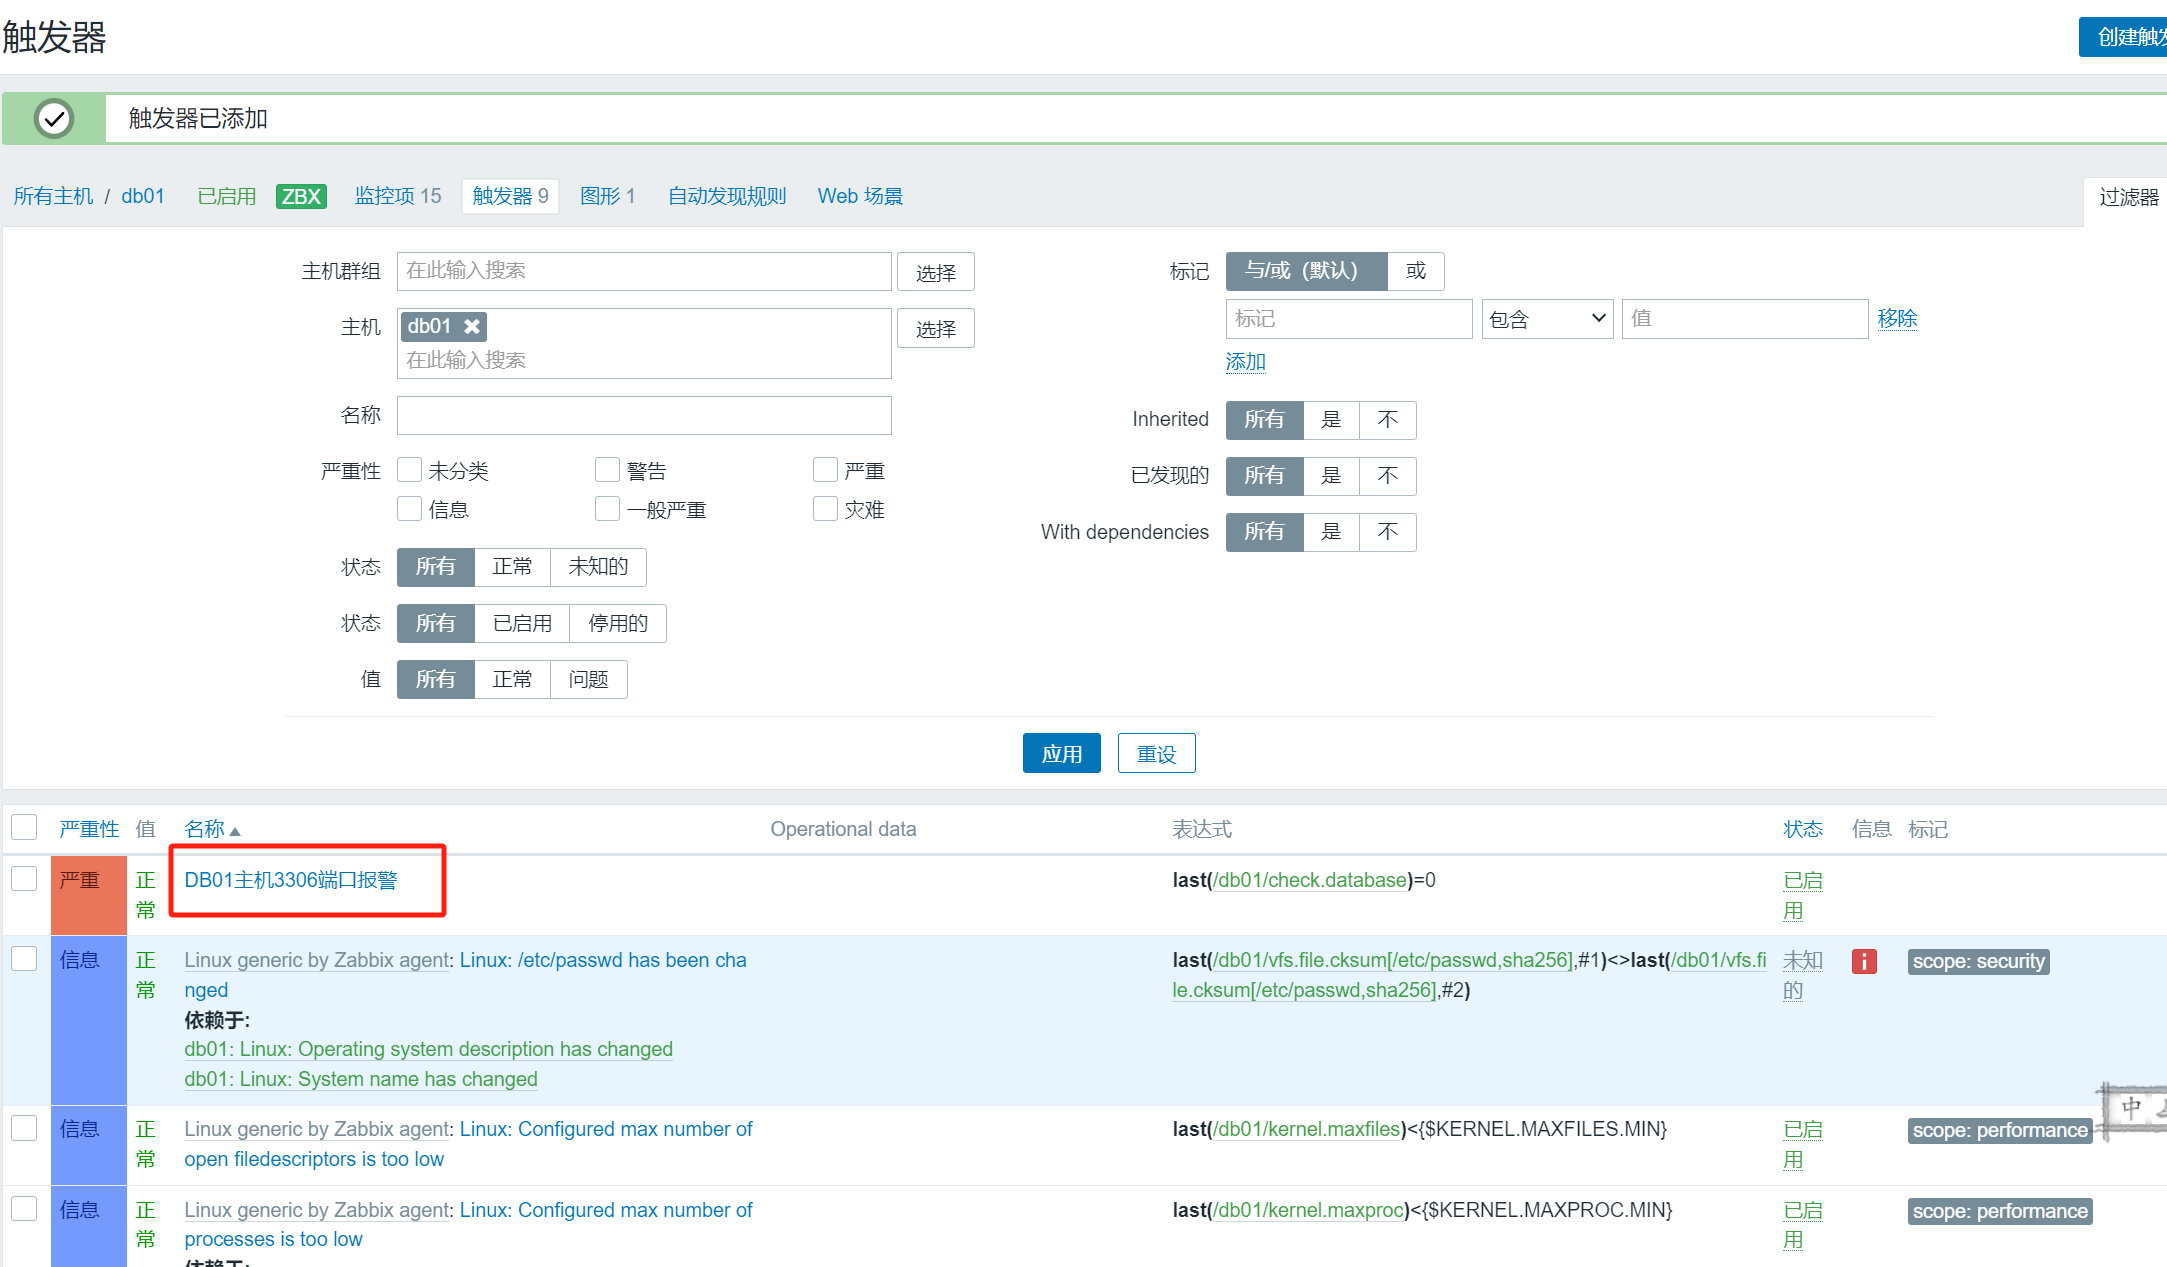 触发器
创建触发
触发器已添加
所有主机 / db01 已启用 ZBX 监控项 15 触发器 9 图形 1 自动发现规则 Web 场景
过滤器
主机群组 在此输入搜索 选择
主机 db01
在此输入搜索
选择
名称
严重性 未分类 警告 严重
信息 一般严重 灾难
状态 所有 正常 未知的
状态 所有 已启用 停用的
值 所有 正常 问题
标记 与/或（默认） 或
标记 包含 值 移除
添加
Inherited 所有 是 不
已发现的 所有 是 不
With dependencies 所有 是 不
应用 重设
严重性 值 名称 Operational data 表达式 状态 信息 标记
严重 正常 DB01主机3306端口报警 last(/db01/check.database)=0 已启用
信息 正常 Linux generic by Zabbix agent: Linux: /etc/passwd has been cha
nged
依赖于:
db01: Linux: Operating system description has changed
db01: Linux: System name has changed
last(/db01/vfs.file.cksum[/etc/passwd,sha256],#1)<>last(/db01/vfs.fi
le.cksum[/etc/passwd,sha256],#2)
未知的 scope: security
信息 正常 Linux generic by Zabbix agent: Linux: Configured max number of
open filedescriptors is too low
last(/db01/kernel.maxfiles)<{$KERNEL.MAXFILES.MIN}
已启用 scope: performance
中
信息 正常 Linux generic by Zabbix agent: Linux: Configured max number of
processes is too low
依赖于:
last(/db01/kernel.maxproc)<{$KERNEL.MAXPROC.MIN}
已启用 scope: performance